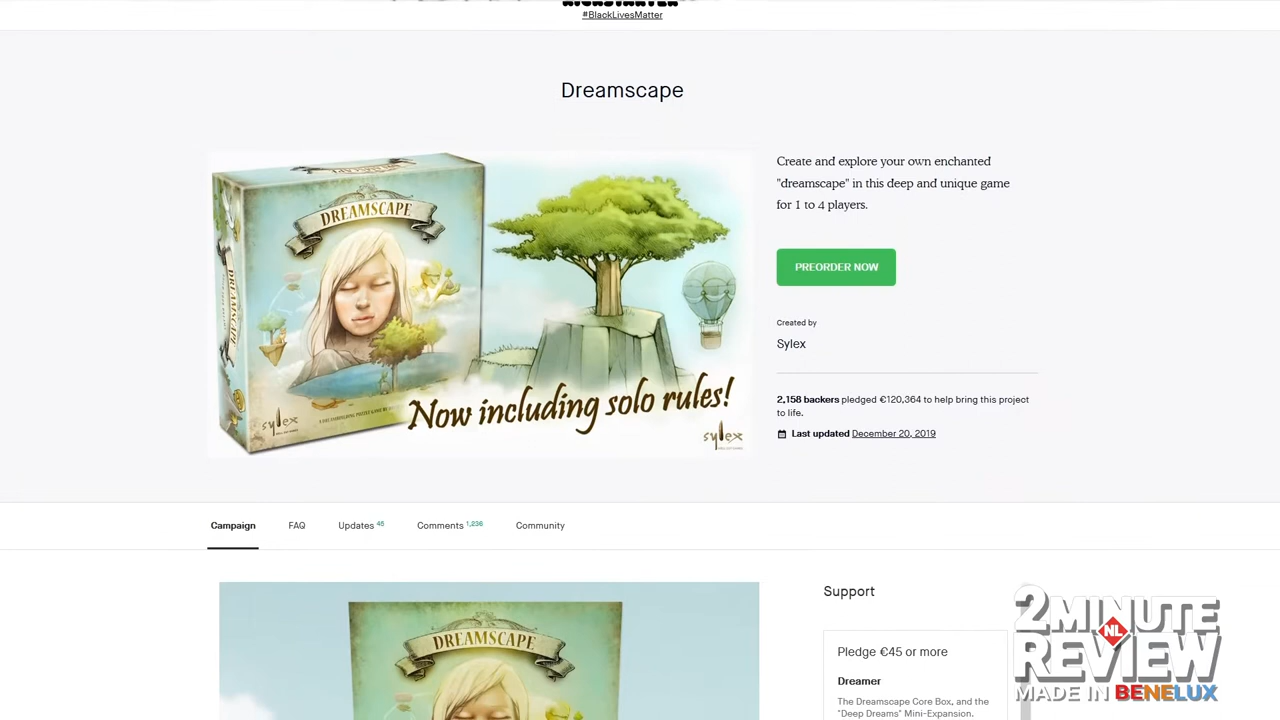 KICKSTARTER
#BlackLivesMatter
Dreamscape
DREAMSCAPE
DREAMSCAPE
Now including solo rules!
sylex
sylex
Create and explore your own enchanted
"dreamscape" in this deep and unique game
for 1 to 4 players.
PREORDER NOW
Created by
Sylex
2,158 backers pledged €120,364 to help bring this project
to life.
Last updated December 20, 2019
Campaign
FAQ
Updates 45
Comments 1,236
Community
DREAMSCAPE
Support
Pledge €45 or more
Dreamer
The Dreamscape Core Box, and the
"Deep Dreams" Mini-Expansion.
2MINUTE
NL
REVIEW
MADE IN BENELUX